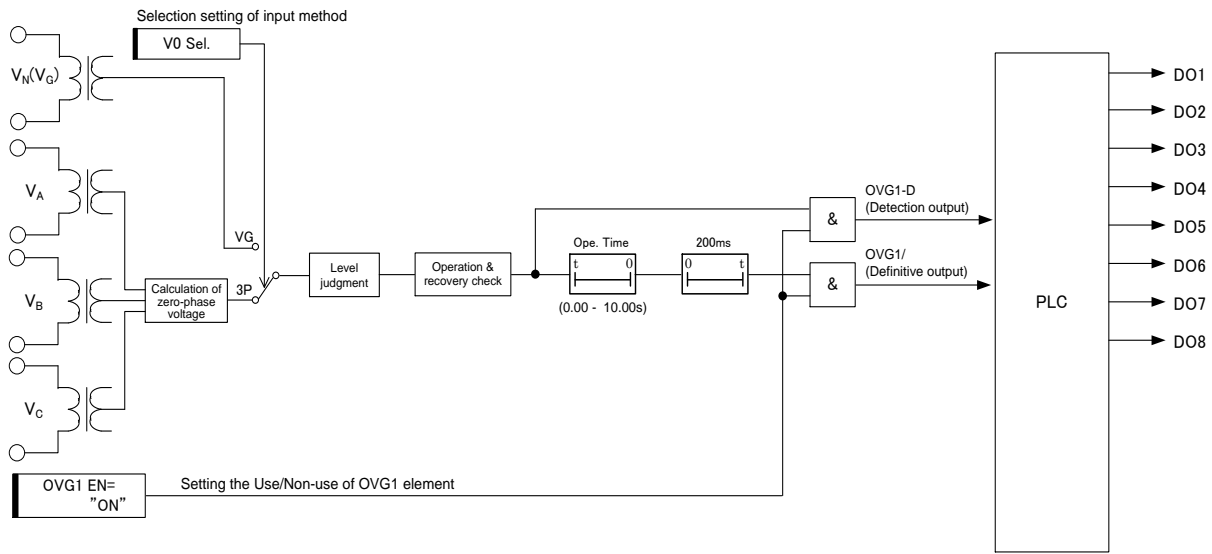 Selection setting of input method
V0 Sel.
VN(VG)
VA
VB
VC
Calculation of
zero-phase
voltage
VG
3P
Level
judgment
Operation &
recovery check
Ope. Time
t 0
(0.00 - 10.00s)
200ms
0 t
&
&
OVG1-D
(Detection output)
OVG1/
(Definitive output)
PLC
DO1
DO2
DO3
DO4
DO5
DO6
DO7
DO8
OVG1 EN=
"ON"
Setting the Use/Non-use of OVG1 element